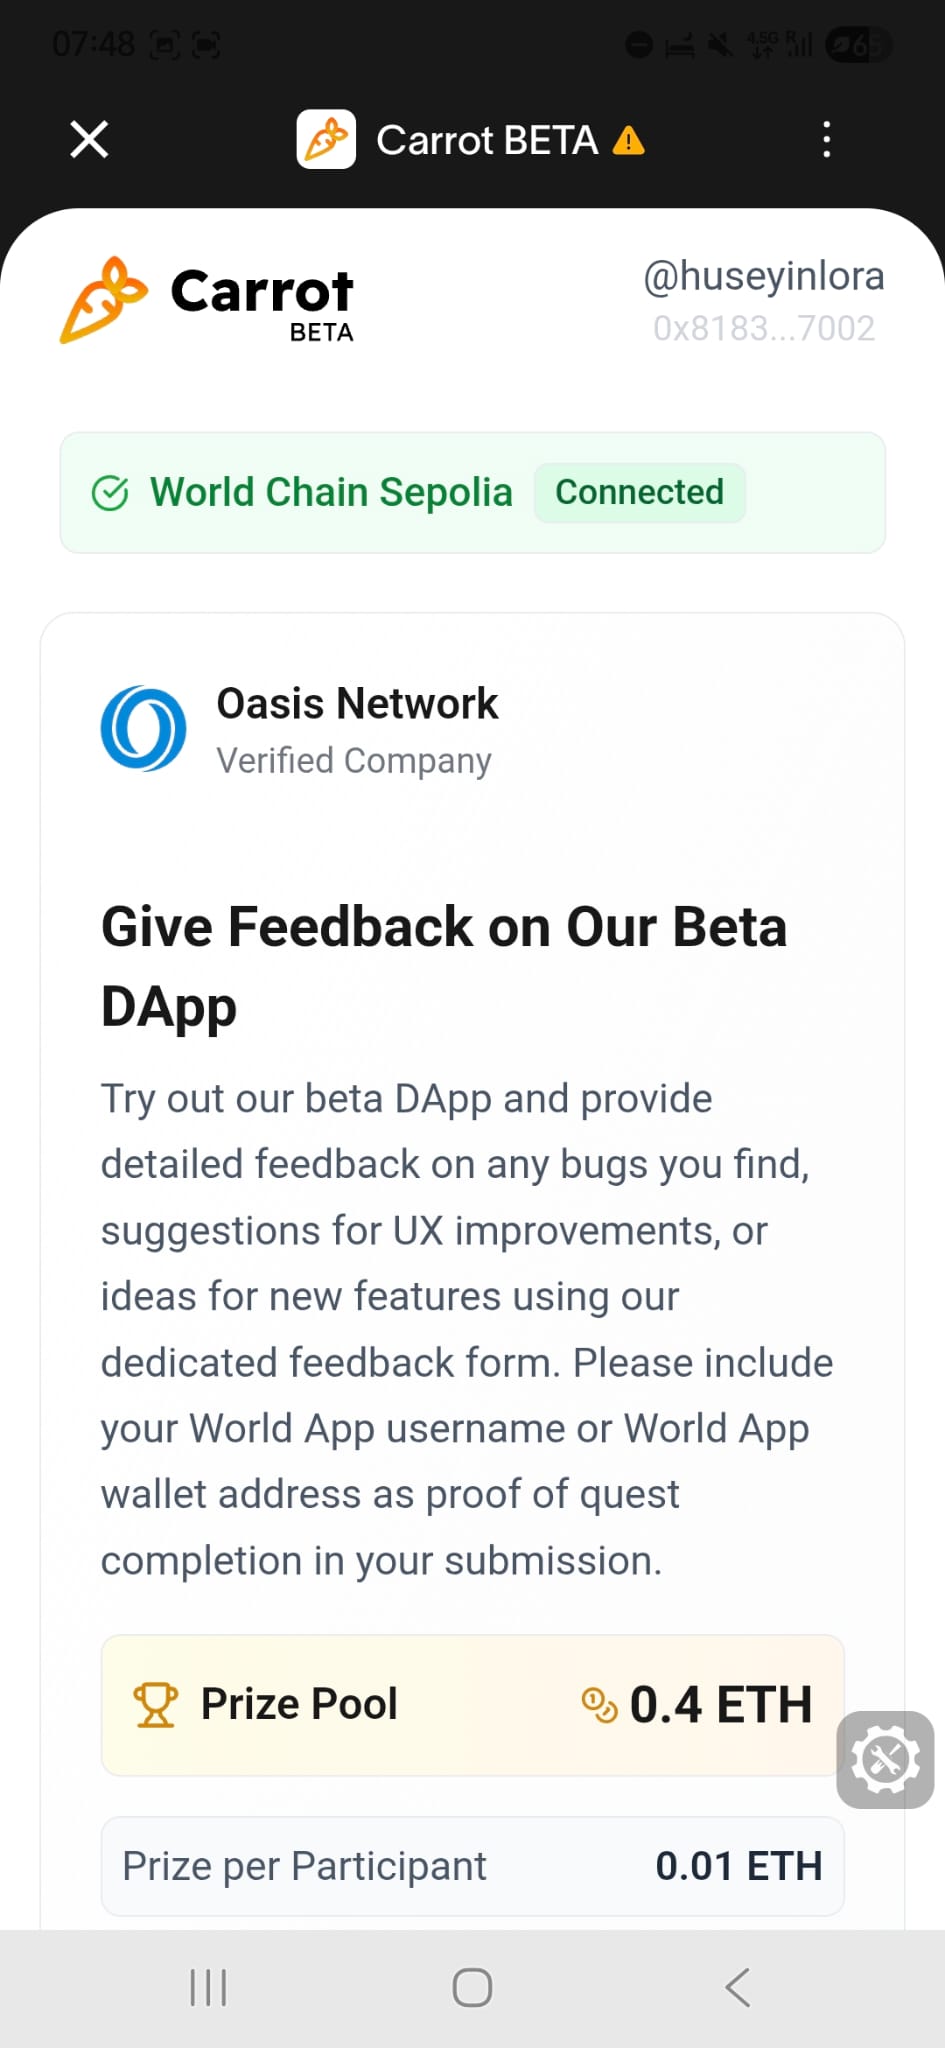 07:48
4.5G R 65
Carrot BETA
Carrot
BETA
@huseyinlora
0x8183...7002
World Chain Sepolia Connected
Oasis Network
Verified Company
Give Feedback on Our Beta
DApp
Try out our beta DApp and provide
detailed feedback on any bugs you find,
suggestions for UX improvements, or
ideas for new features using our
dedicated feedback form. Please include
your World App username or World App
wallet address as proof of quest
completion in your submission.
Prize Pool 0.4 ETH
Prize per Participant 0.01 ETH